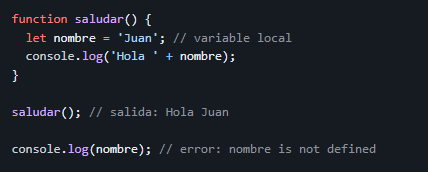 function saludar() {
  let nombre = 'Juan'; // variable local
  console.log('Hola ' + nombre);
}

saludar(); // salida: Hola Juan

console.log(nombre); // error: nombre is not defined